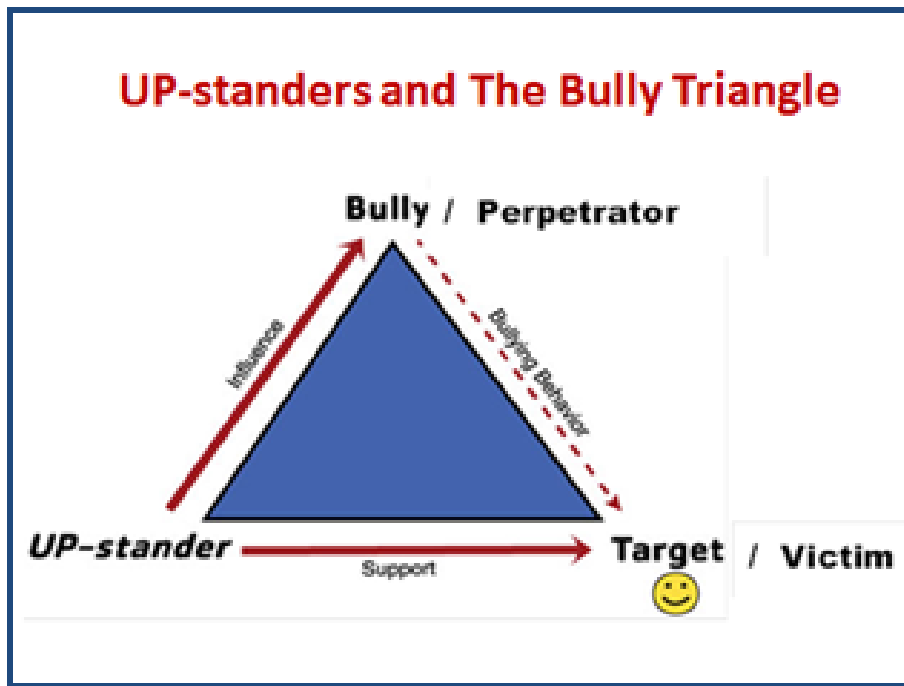 UP-standers and The Bully Triangle
Bully / Perpetrator
Influence
Bullying Behavior
UP-stander
Support
Target / Victim